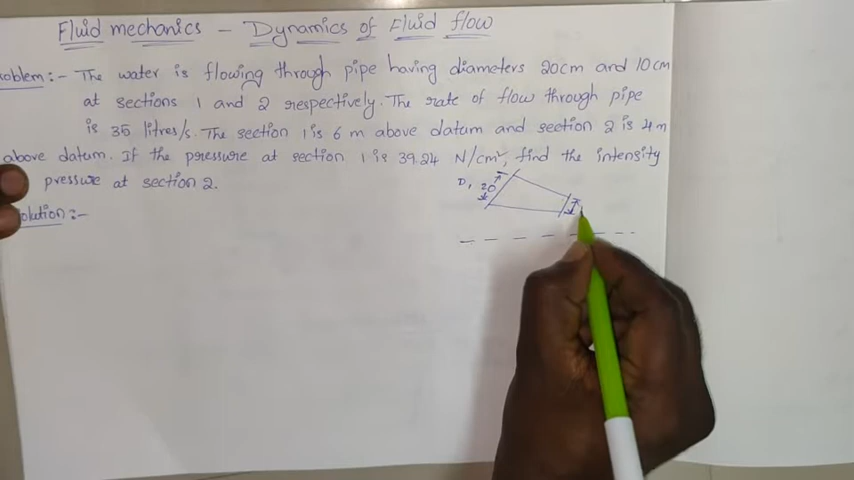 Fluid mechanics - Dynamics of Fluid flow
oblem:- The water is flowing through pipe having diameters 20cm and 10cm
at sections 1 and 2 respectively. The rate of flow through pipe
is 35 litres/s. The section 1 is 6 m above datum and section 2 is 4m
above datum. If the pressure at section 1 is 39.24 N/cm², find the intensity
pressure at section 2.
D, 20
olution:-